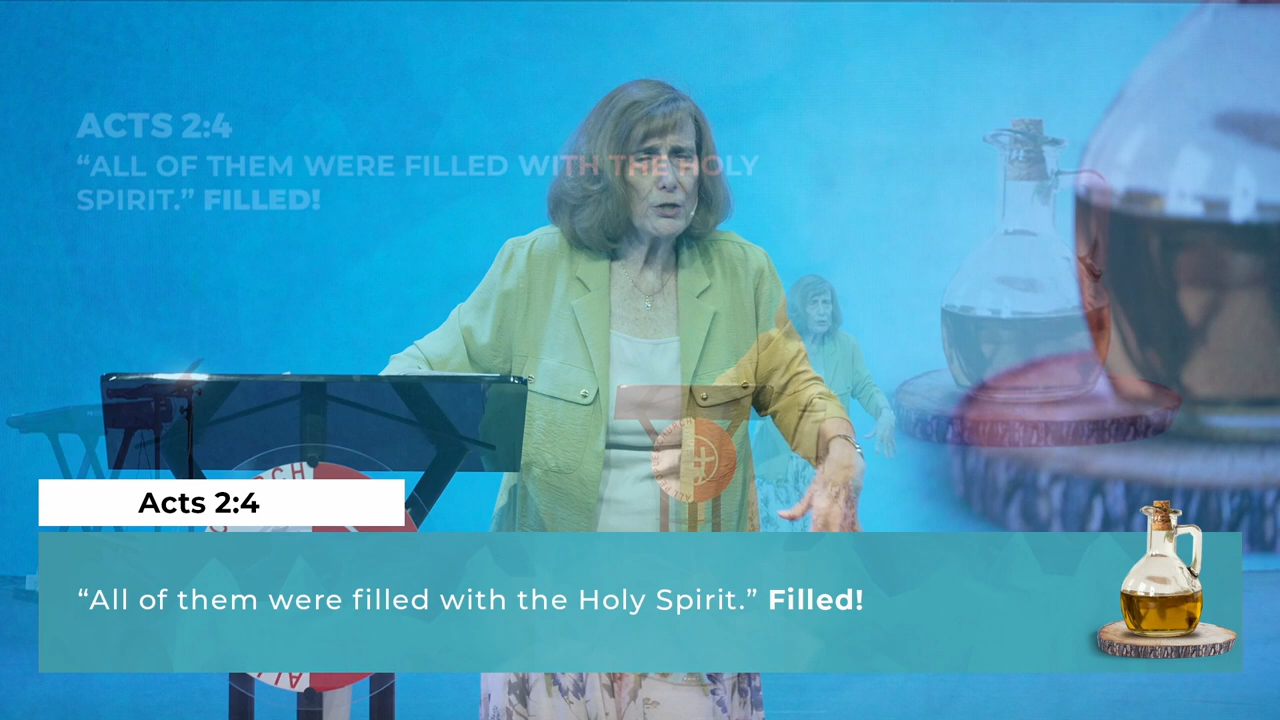 ACTS 2:4
“ALL OF THEM WERE FILLED WITH THE HOLY
SPIRIT.” FILLED!
CHURCH
Acts 2:4
“All of them were filled with the Holy Spirit.” Filled!